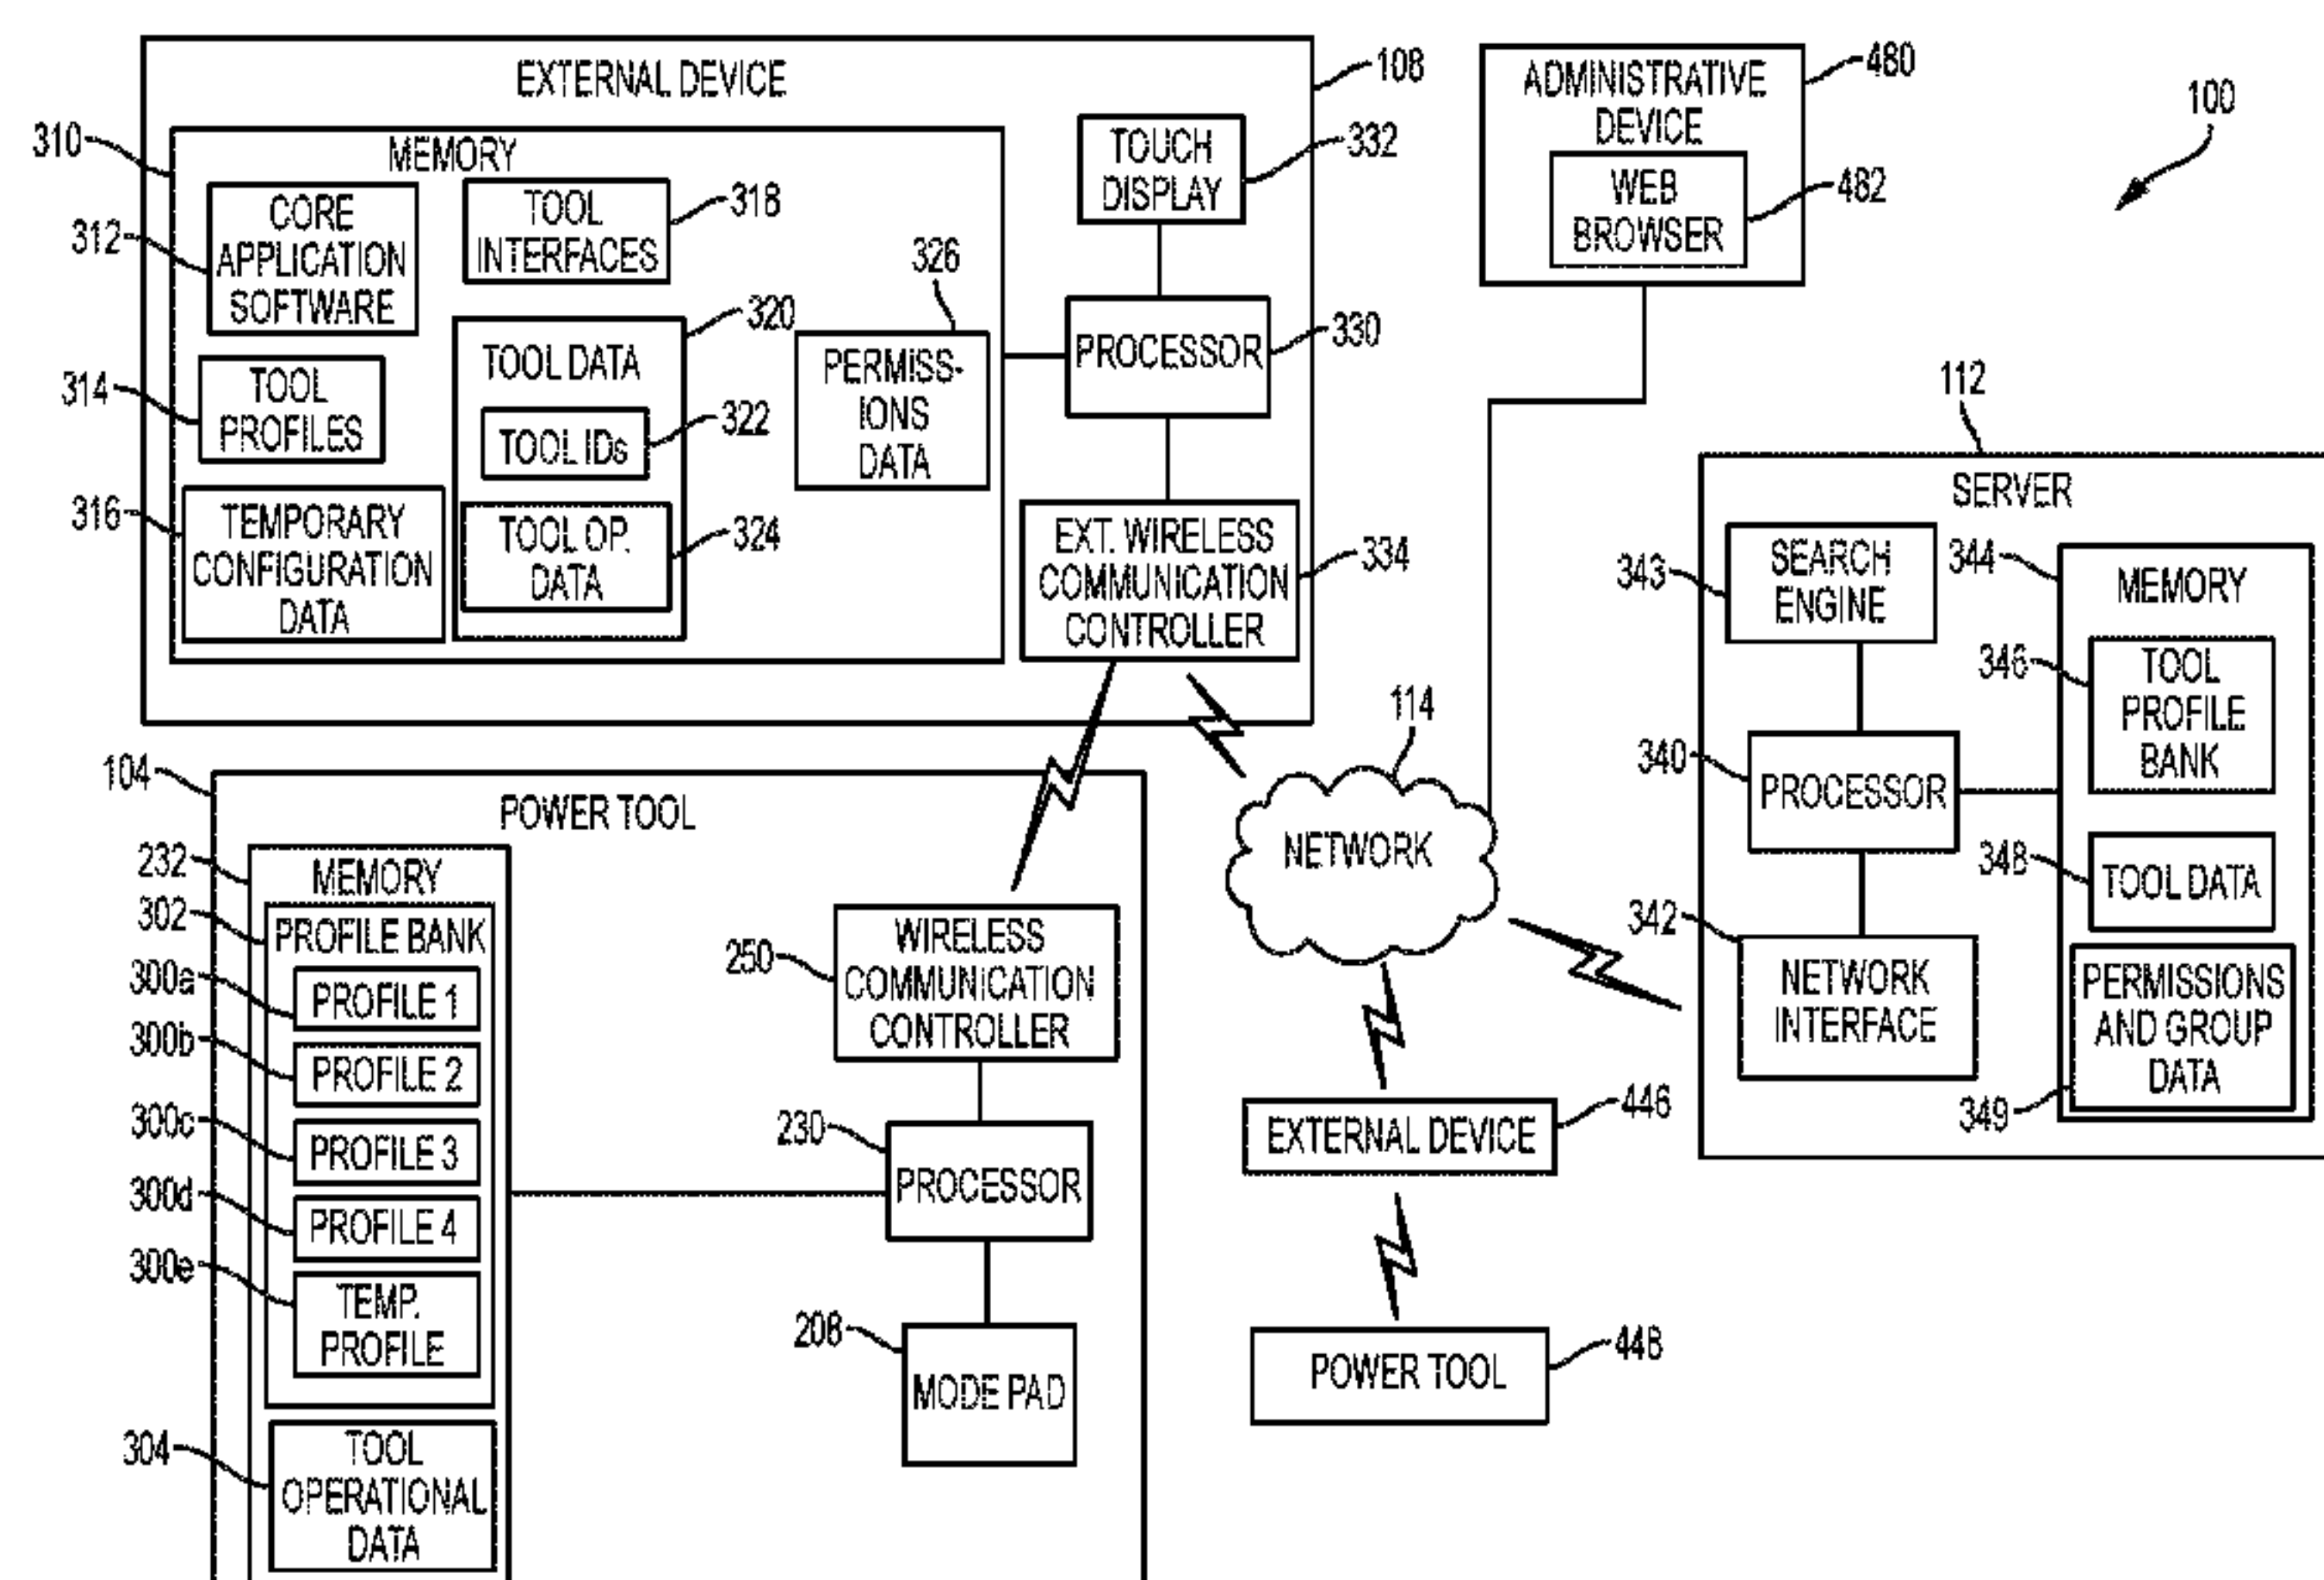 EXTERNAL DEVICE
108
310
MEMORY
312
CORE
APPLICATION
SOFTWARE
TOOL
INTERFACES
318
314
TOOL
PROFILES
316
TEMPORARY
CONFIGURATION
DATA
320
TOOL DATA
TOOL IDs
322
TOOL OP.
DATA
324
326
PERMISS-
IONS
DATA
TOUCH
DISPLAY
332
PROCESSOR
330
EXT. WIRELESS
COMMUNICATION
CONTROLLER
334
ADMINISTRATIVE
DEVICE
480
WEB
BROWSER
482
100
112
SERVER
343
SEARCH
ENGINE
340
PROCESSOR
342
NETWORK
INTERFACE
344
MEMORY
346
TOOL
PROFILE
BANK
348
TOOL DATA
PERMISSIONS
AND GROUP
DATA
349
114
NETWORK
104
POWER TOOL
232
MEMORY
302
PROFILE BANK
300a
PROFILE 1
300b
PROFILE 2
300c
PROFILE 3
300d
PROFILE 4
300e
TEMP.
PROFILE
304
TOOL
OPERATIONAL
DATA
250
WIRELESS
COMMUNICATION
CONTROLLER
230
PROCESSOR
208
MODE PAD
EXTERNAL DEVICE
446
POWER TOOL
448